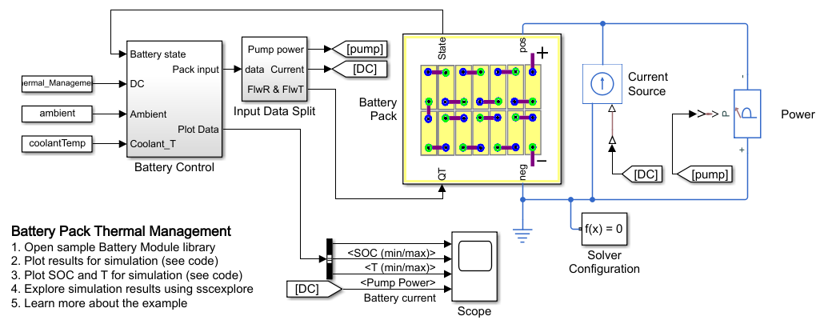 Battery state
DC
Ambient
Coolant_T
Pack input
Plot Data
Battery Control
ermal_Manageme
ambient
coolantTemp
Pump power
data
Current
FlwR & FlwT
Input Data Split
[pump]
[DC]
State
pos
+
Battery
Pack
QT
neg
−
Current
Source
[DC]
[pump]
P
-
+
Power
f(x) = 0
Solver
Configuration
Battery Pack Thermal Management
1. Open sample Battery Module library
2. Plot results for simulation (see code)
3. Plot SOC and T for simulation (see code)
4. Explore simulation results using sscexplore
5. Learn more about the example
<SOC (min/max)>
<T (min/max)>
<Pump Power>
[DC]
Battery current
Scope